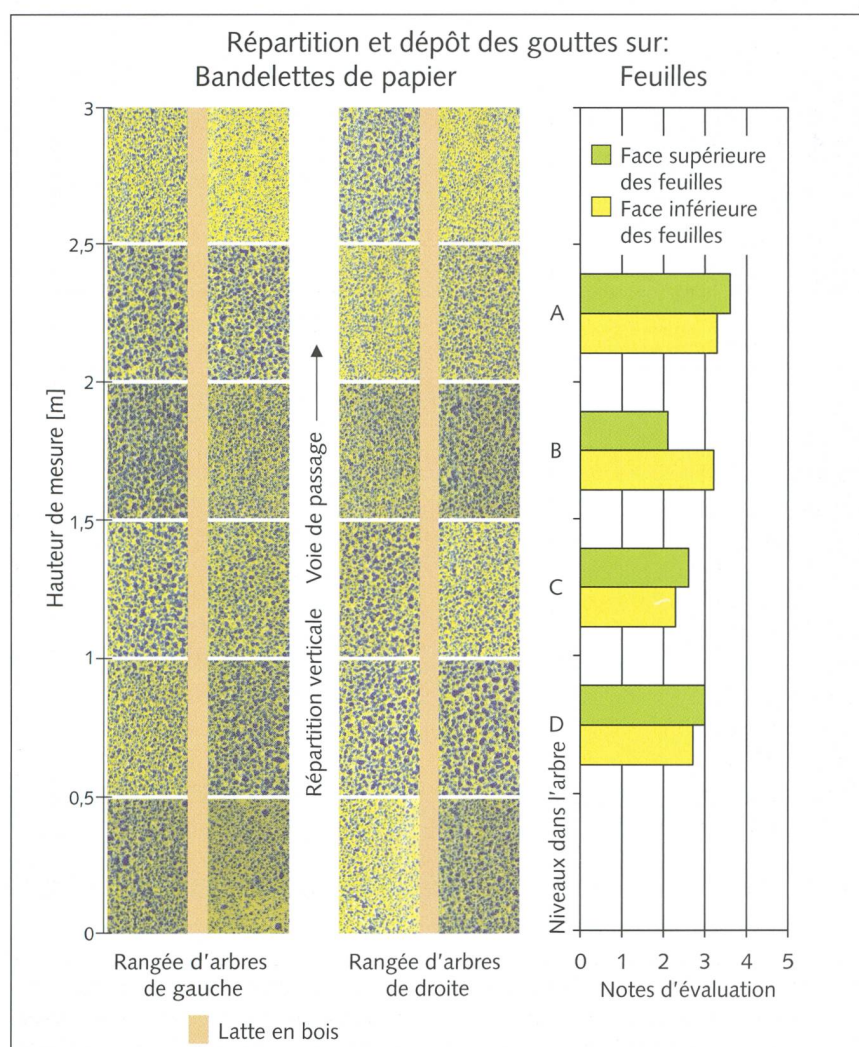 Répartition et dépôt des gouttes sur:
Bandelettes de papier
Feuilles
Hauteur de mesure [m]
3
2,5
2
1,5
1
0,5
0
Répartition verticale
Voie de passage
Rangée d'arbres
de gauche
Rangée d'arbres
de droite
Latte en bois
Face supérieure
des feuilles
Face inférieure
des feuilles
Niveaux dans l'arbre
A
B
C
D
0 1 2 3 4 5
Notes d'évaluation